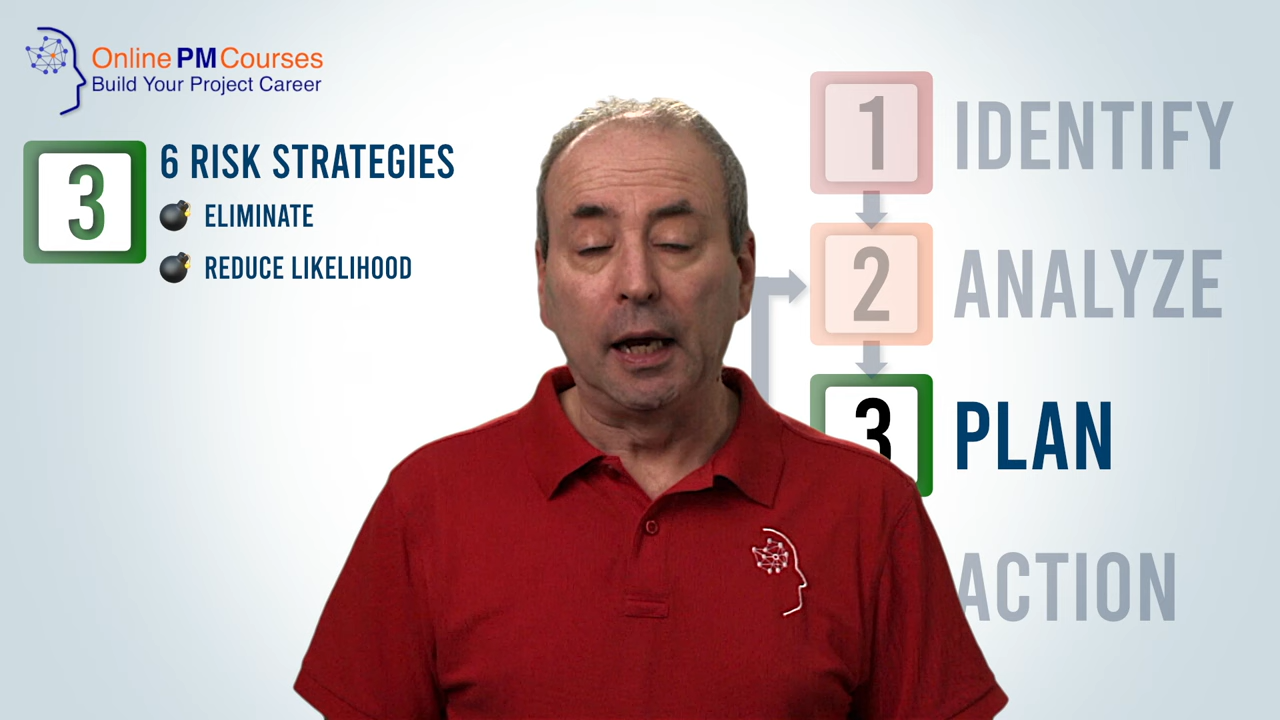 Online PM Courses
Build Your Project Career
3
6 RISK STRATEGIES
ELIMINATE
REDUCE LIKELIHOOD
1 IDENTIFY
2 ANALYZE
3 PLAN
ACTION